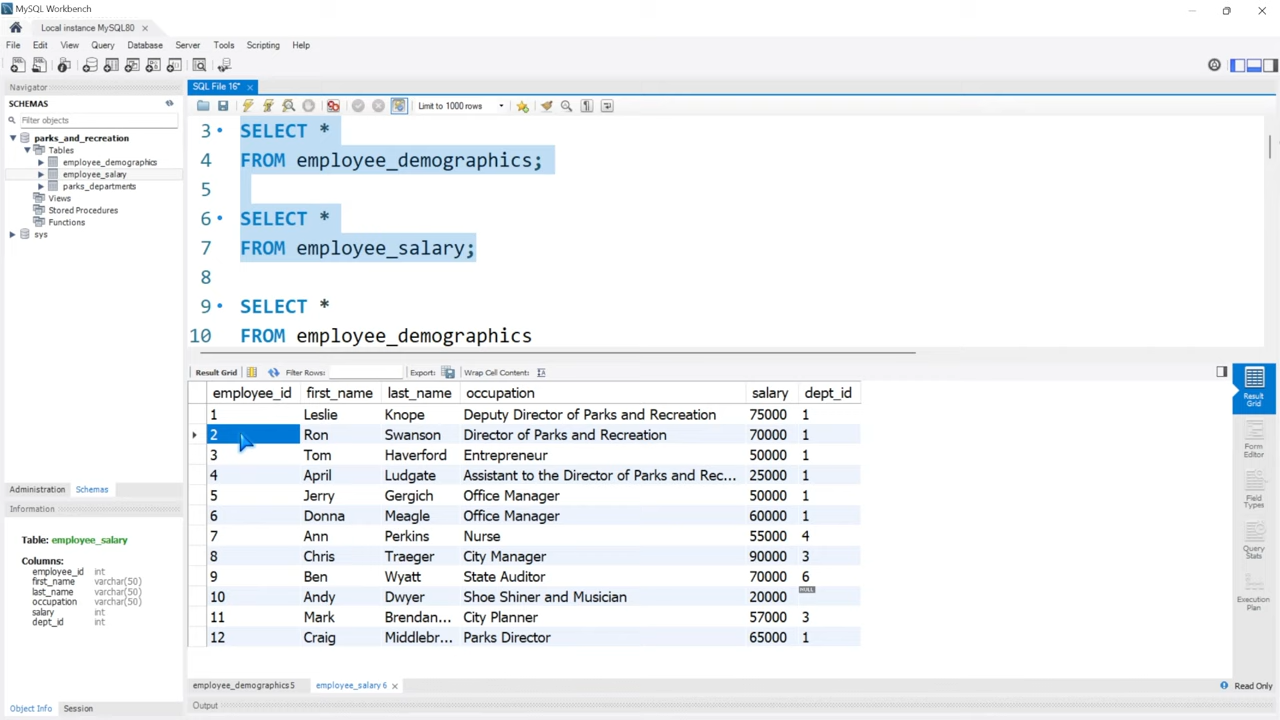 MySQL Workbench
Local instance MySQL80
File Edit View Query Database Server Tools Scripting Help
Navigator
SCHEMAS
Filter objects
parks_and_recreation
Tables
employee_demographics
employee_salary
parks_departments
Views
Stored Procedures
Functions
sys
Administration Schemas
Information
Table: employee_salary
Columns:
employee_id int
first_name varchar(50)
last_name varchar(50)
occupation varchar(50)
salary int
dept_id int
Object Info Session
SQL File 16*
Limit to 1000 rows
3 SELECT *
4 FROM employee_demographics;
5
6 SELECT *
7 FROM employee_salary;
8
9 SELECT *
10 FROM employee_demographics
Result Grid Filter Rows: Export: Wrap Cell Content:
employee_id first_name last_name occupation salary dept_id
1 Leslie Knope Deputy Director of Parks and Recreation 75000 1
2 Ron Swanson Director of Parks and Recreation 70000 1
3 Tom Haverford Entrepreneur 50000 1
4 April Ludgate Assistant to the Director of Parks and Rec... 25000 1
5 Jerry Gergich Office Manager 50000 1
6 Donna Meagle Office Manager 60000 1
7 Ann Perkins Nurse 55000 4
8 Chris Traeger City Manager 90000 3
9 Ben Wyatt State Auditor 70000 6
10 Andy Dwyer Shoe Shiner and Musician 20000 NULL
11 Mark Brendan... City Planner 57000 3
12 Craig Middlebr... Parks Director 65000 1
Result
Grid
Form
Editor
Field
Types
Query
Stats
Execution
Plan
employee_demographics 5 employee_salary 6 Read Only
Output